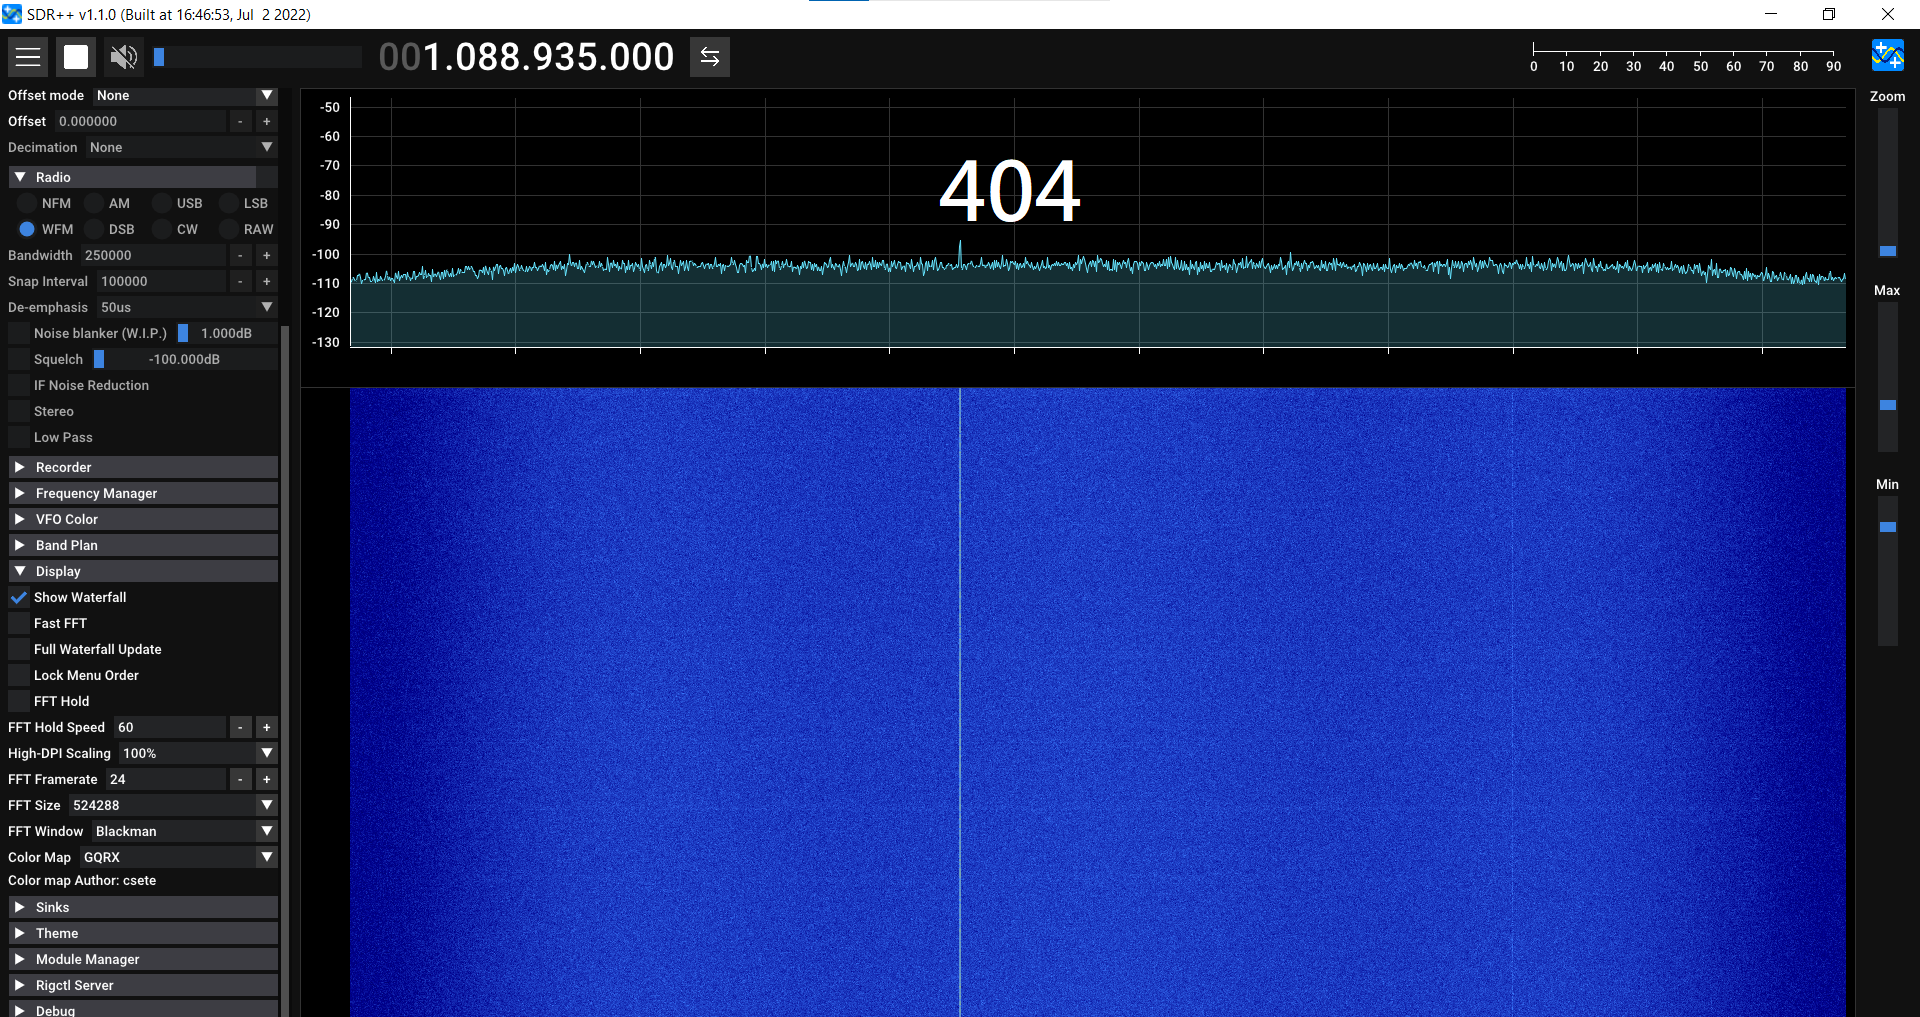 SDR++ v1.1.0 (Built at 16:46:53, Jul  2 2022)
001.088.935.000
0 10 20 30 40 50 60 70 80 90
Offset mode None
Offset 0.000000 - +
Decimation None
Radio
NFM AM USB LSB
WFM DSB CW RAW
Bandwidth 250000 - +
Snap Interval 100000 - +
De-emphasis 50us
Noise blanker (W.I.P.) 1.000dB
Squelch -100.000dB
IF Noise Reduction
Stereo
Low Pass
Recorder
Frequency Manager
VFO Color
Band Plan
Display
Show Waterfall
Fast FFT
Full Waterfall Update
Lock Menu Order
FFT Hold
FFT Hold Speed 60 - +
High-DPI Scaling 100%
FFT Framerate 24 - +
FFT Size 524288
FFT Window Blackman
Color Map GQRX
Color map Author: csete
Sinks
Theme
Module Manager
Rigctl Server
Debug
-50
-60
-70
-80
-90
-100
-110
-120
-130
404
Zoom
Max
Min